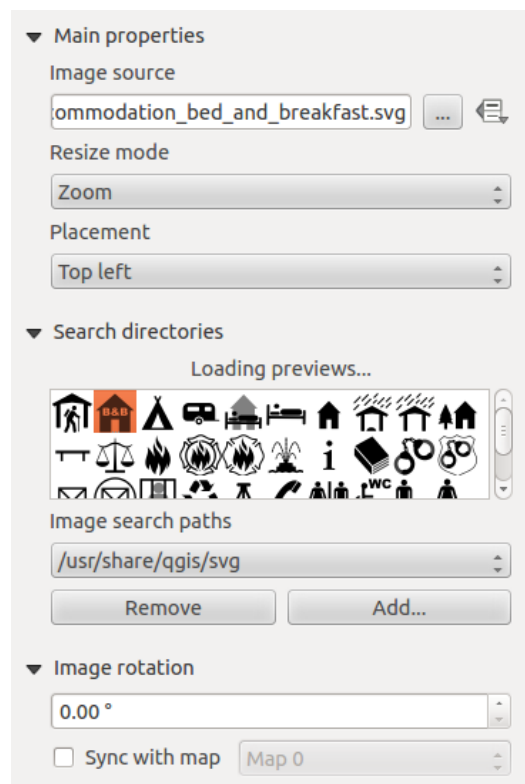 Main properties
Image source
ommodation_bed_and_breakfast.svg
...
Resize mode
Zoom
Placement
Top left
Search directories
Loading previews...
B&B
i
WC
Image search paths
/usr/share/qgis/svg
Remove
Add...
Image rotation
0.00 °
Sync with map
Map 0